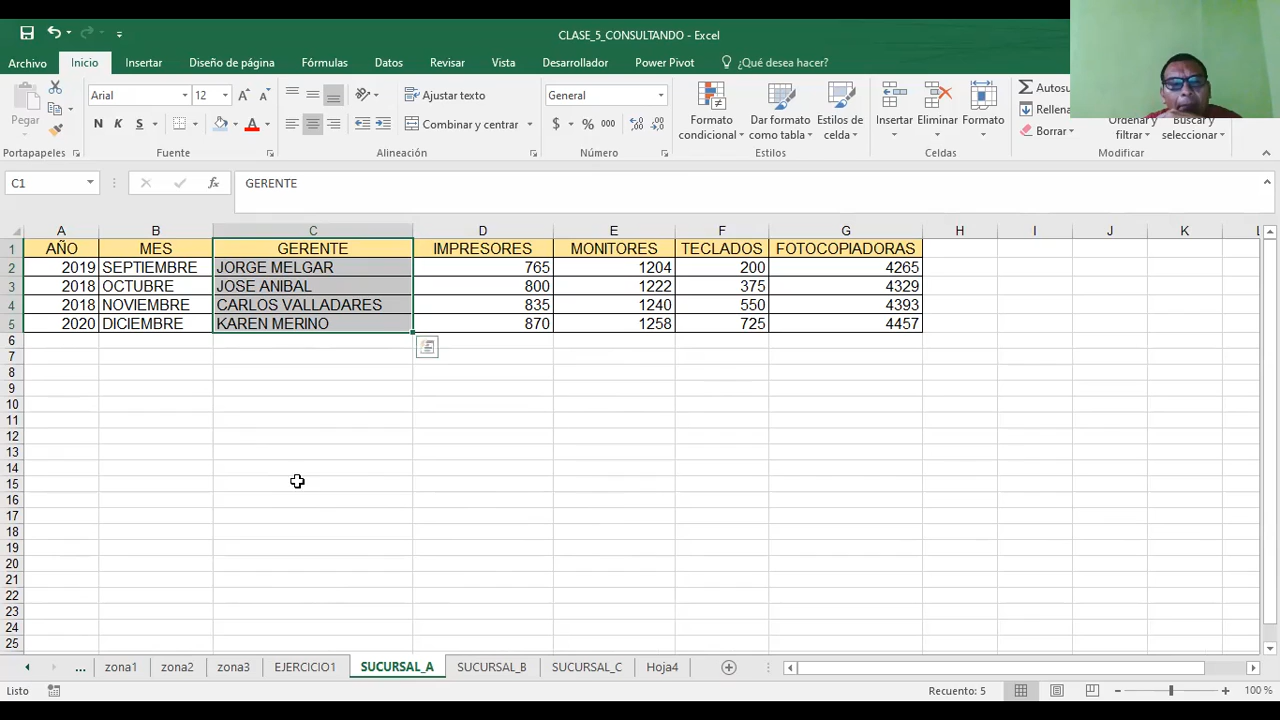 CLASE_5_CONSULTANDO - Excel
Archivo Inicio Insertar Diseño de página Fórmulas Datos Revisar Vista Desarrollador Power Pivot ¿Qué desea hacer?
Pegar
Arial 12
Ajustar texto
General
Formato condicional
Dar formato como tabla
Estilos de celda
Insertar
Eliminar
Formato
Autosu
Rellena
Borrar
Ordenar y filtrar
Buscar y seleccionar
N K S
Combinar y centrar
$ % 000
Portapapeles Fuente Alineación Número Estilos Celdas Modificar
C1 fx GERENTE
A B C D E F G H I J K L
1 AÑO MES GERENTE IMPRESORES MONITORES TECLADOS FOTOCOPIADORAS
2 2019 SEPTIEMBRE JORGE MELGAR 765 1204 200 4265
3 2018 OCTUBRE JOSE ANIBAL 800 1222 375 4329
4 2018 NOVIEMBRE CARLOS VALLADARES 835 1240 550 4393
5 2020 DICIEMBRE KAREN MERINO 870 1258 725 4457
6
7
8
9
10
11
12
13
14
15
16
17
18
19
20
21
22
23
24
25
... zona1 zona2 zona3 EJERCICIO1 SUCURSAL_A SUCURSAL_B SUCURSAL_C Hoja4
Listo Recuento: 5 100 %